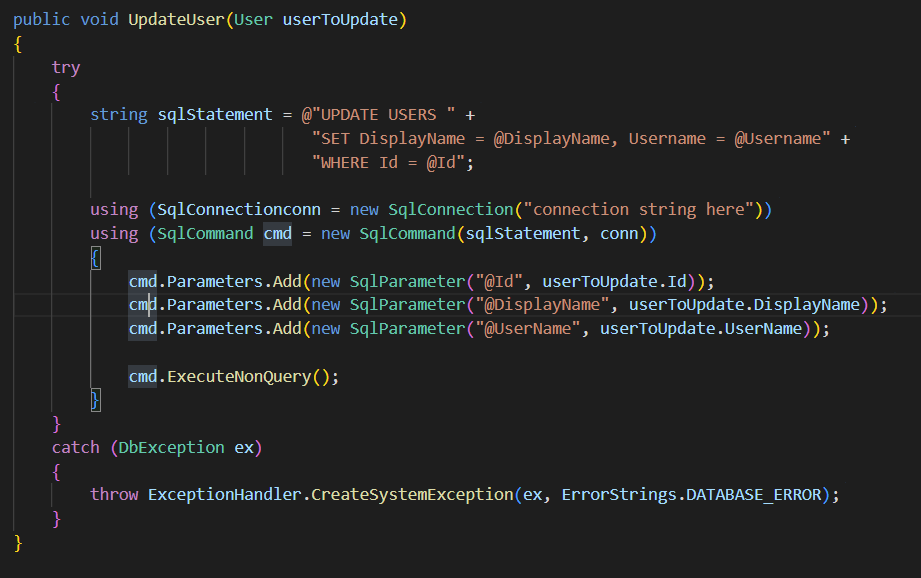 public void UpdateUser(User userToUpdate)
{
try
{
string sqlStatement = @"UPDATE USERS " +
"SET DisplayName = @DisplayName, Username = @Username" +
"WHERE Id = @Id";
using (SqlConnectionconn = new SqlConnection("connection string here"))
using (SqlCommand cmd = new SqlCommand(sqlStatement, conn))
{
cmd.Parameters.Add(new SqlParameter("@Id", userToUpdate.Id));
cmd.Parameters.Add(new SqlParameter("@DisplayName", userToUpdate.DisplayName));
cmd.Parameters.Add(new SqlParameter("@UserName", userToUpdate.UserName));
cmd.ExecuteNonQuery();
}
}
catch (DbException ex)
{
throw ExceptionHandler.CreateSystemException(ex, ErrorStrings.DATABASE_ERROR);
}
}